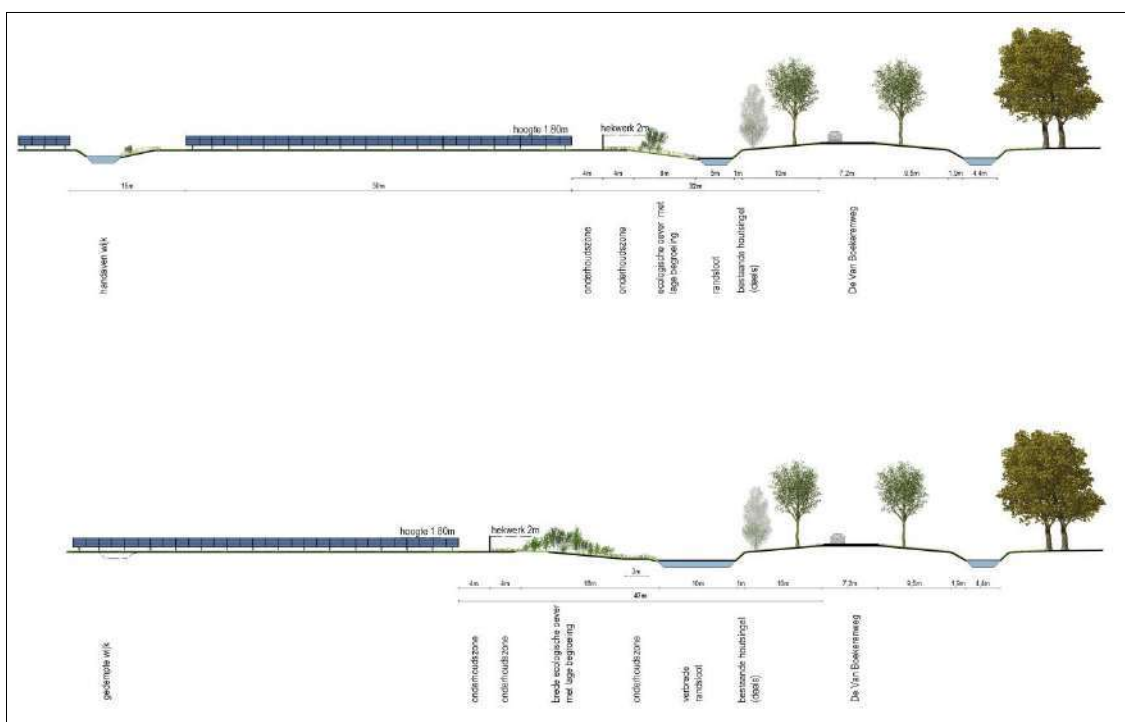 hoogte 1.80m
hekwerk 2m
4m
4m
8m
5m
1m
10m
7,2m
9,5m
4,4m
15m
32m
handaven wijk
onderhoudszone
onderhoudszone
ecologische oever met
lage begroeiing
randsloot
bestaande houtsingel
(deels)
De Van Boekerenweg
hoogte 1.80m
hekwerk 2m
3m
4m
4m
10m
1m
10m
7,2m
9,5m
1,9m
4,4m
47m
gedempte wijk
onderhoudszone
onderhoudszone
brede ecologische oever
met lage begroeiing
onderhoudszone
verbrede
randsloot
bestaande houtsingel
(deels)
De Van Boekerenweg